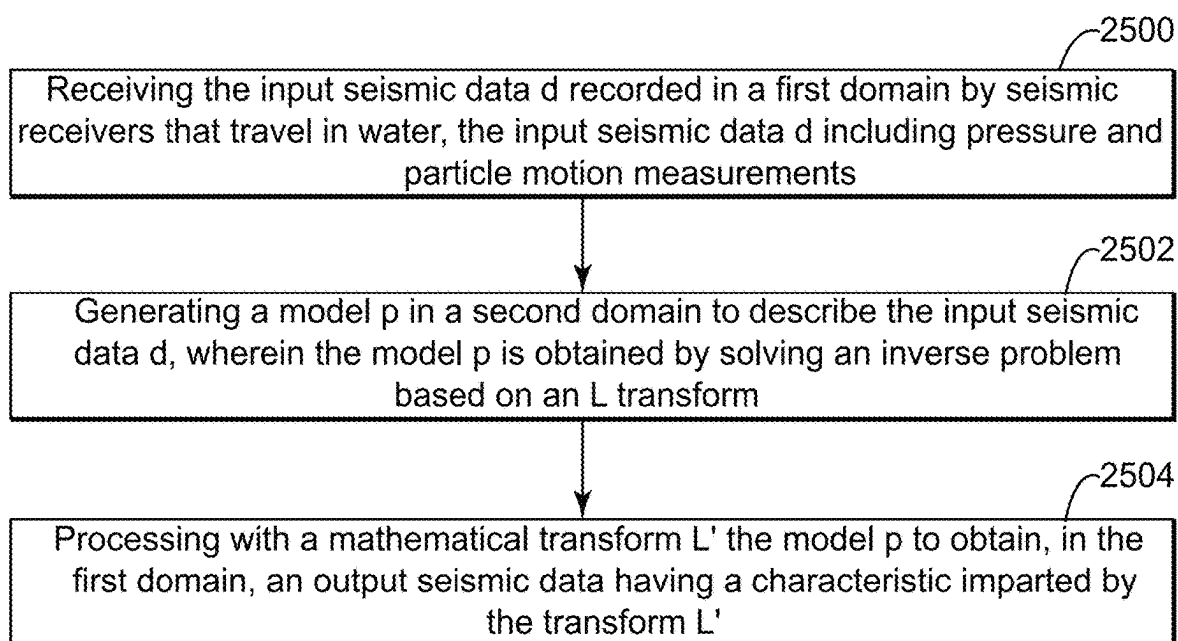 2500
Receiving the input seismic data d recorded in a first domain by seismic
receivers that travel in water, the input seismic data d including pressure and
particle motion measurements
2502
Generating a model p in a second domain to describe the input seismic
data d, wherein the model p is obtained by solving an inverse problem
based on an L transform
2504
Processing with a mathematical transform L' the model p to obtain, in the
first domain, an output seismic data having a characteristic imparted by
the transform L'